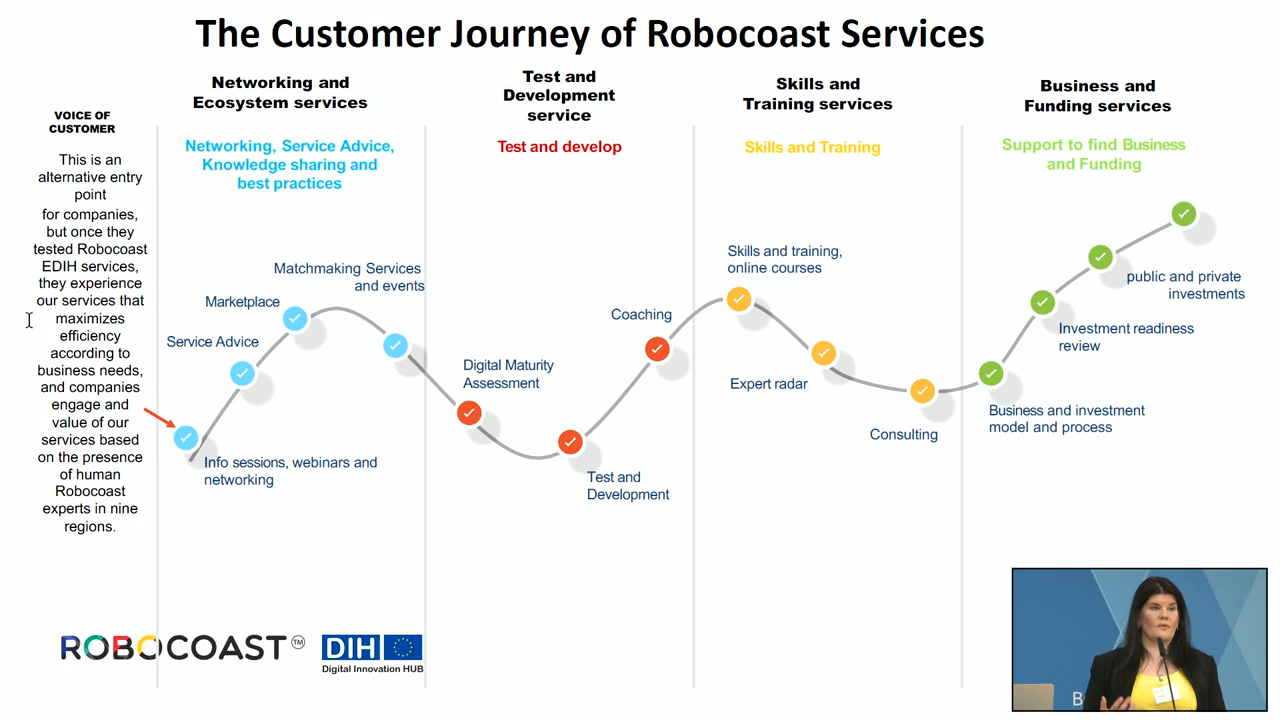 The Customer Journey of Robocoast Services
VOICE OF
CUSTOMER
This is an
alternative entry
point
for companies,
but once they
tested Robocoast
EDIH services,
they experience
our services that
maximizes
efficiency
according to
business needs,
and companies
engage and
value of our
services based
on the presence
of human
Robocoast
experts in nine
regions.
Networking and
Ecosystem services
Networking, Service Advice,
Knowledge sharing and
best practices
Matchmaking Services
and events
Marketplace
Service Advice
Info sessions, webinars and
networking
Test and
Development
service
Test and develop
Coaching
Digital Maturity
Assessment
Test and
Development
Skills and
Training services
Skills and Training
Skills and training,
online courses
Expert radar
Consulting
Business and
Funding services
Support to find Business
and Funding
public and private
investments
Investment readiness
review
Business and investment
model and process
ROBOCOAST™
DIH
Digital Innovation HUB
B